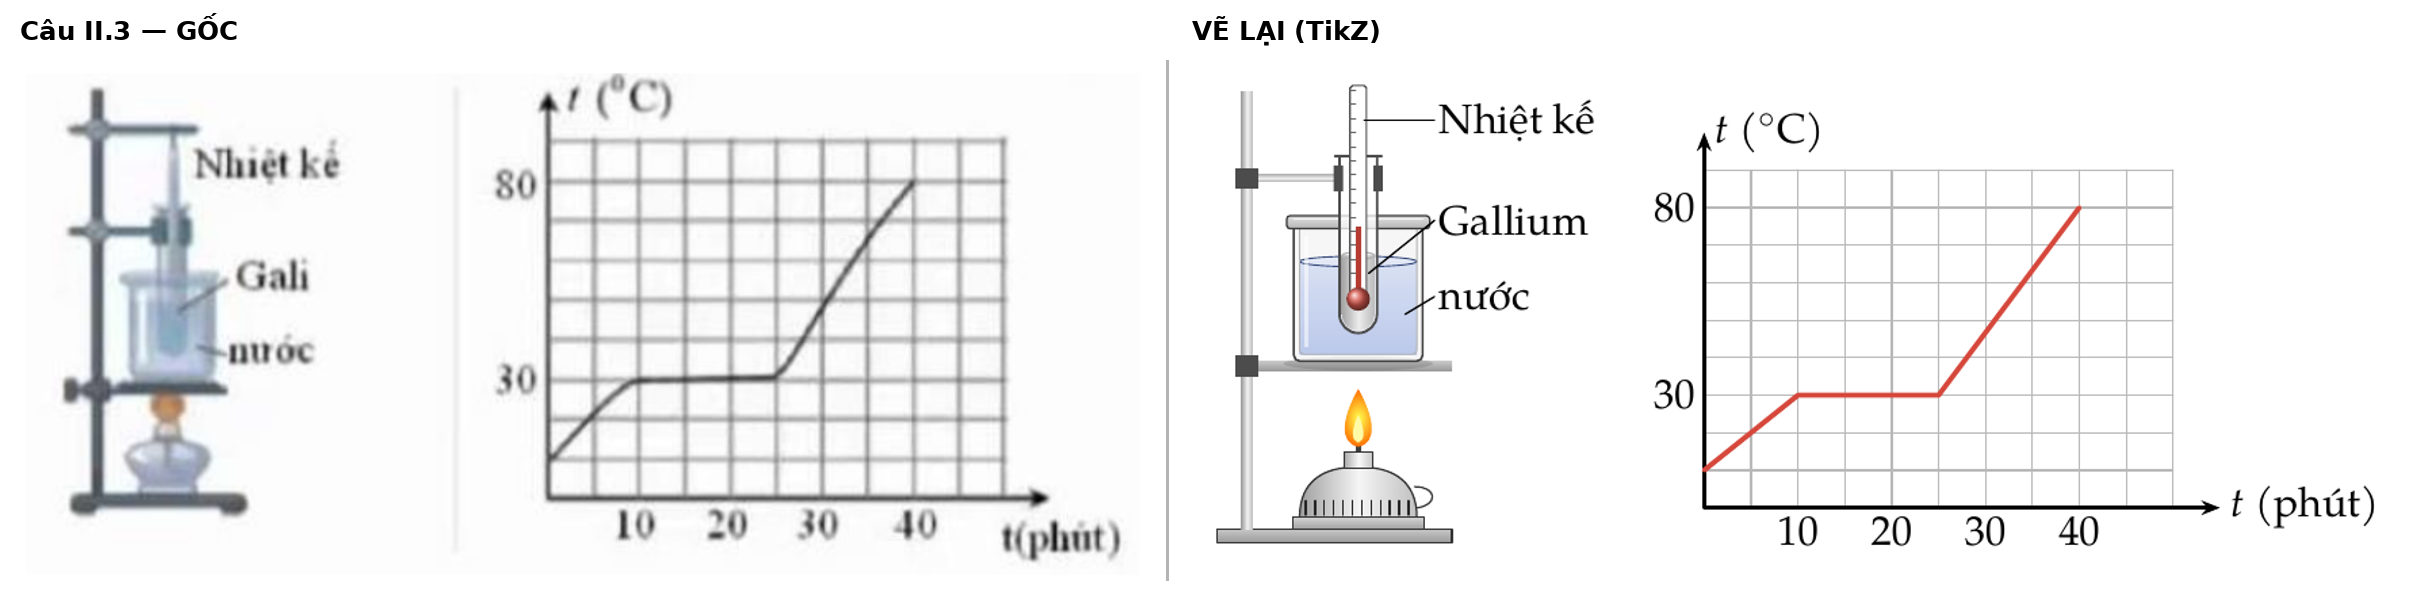 Câu II.3 — GỐC
t (⁰C)
Nhiệt kế
80
Gali
nước
30
10 20 30 40
t(phút)
VẼ LẠI (TikZ)
Nhiệt kế
Gallium
nước
t (°C)
80
30
10 20 30 40
t (phút)